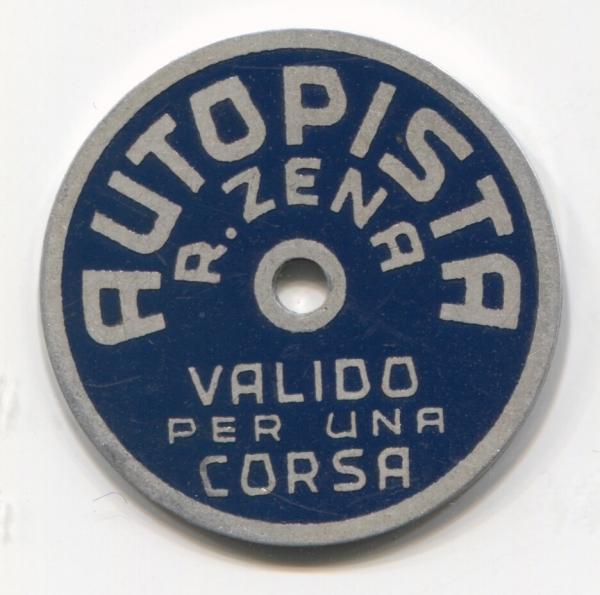 AUTOPISTA
R. ZENA
VALIDO
PER UNA
CORSA